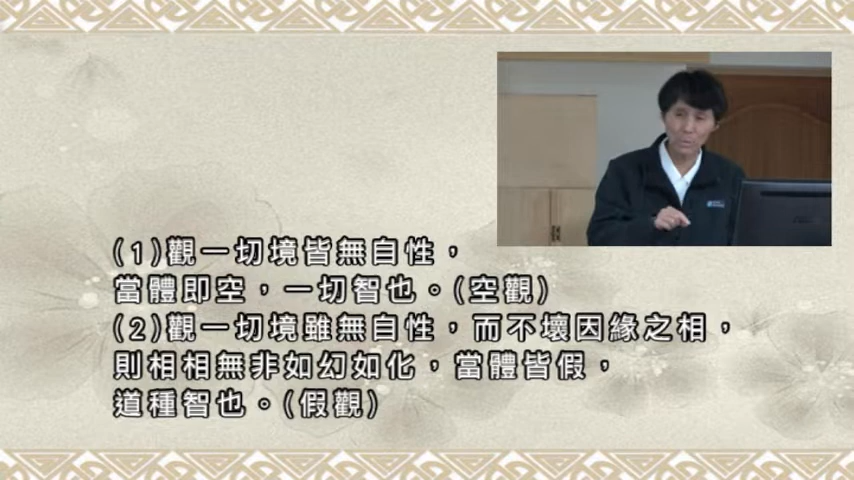 (1)觀一切境皆無自性，
當體即空，一切智也。(空觀)
(2)觀一切境雖無自性，而不壞因緣之相，
則相相無非如幻如化，當體皆假，
道種智也。(假觀)